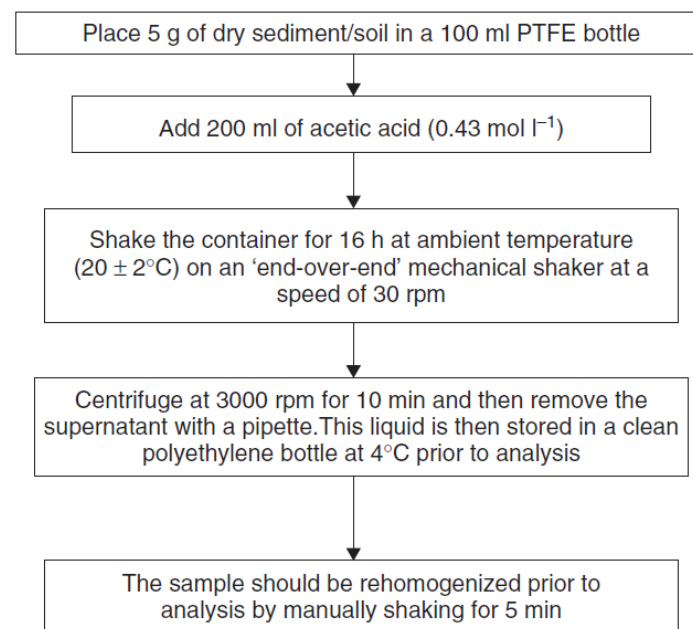 Place 5 g of dry sediment/soil in a 100 ml PTFE bottle
Add 200 ml of acetic acid (0.43 mol l⁻¹)
Shake the container for 16 h at ambient temperature
(20 ± 2°C) on an ‘end-over-end’ mechanical shaker at a
speed of 30 rpm
Centrifuge at 3000 rpm for 10 min and then remove the
supernatant with a pipette.This liquid is then stored in a clean
polyethylene bottle at 4°C prior to analysis
The sample should be rehomogenized prior to
analysis by manually shaking for 5 min